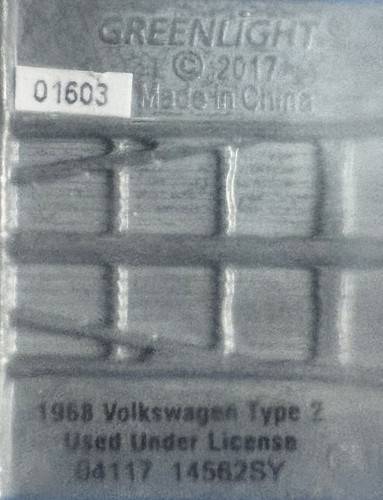 GREENLiGHT
© 2017
01603
Made in China
1968 Volkswagen Type 2
Used Under License
04117 14562SY